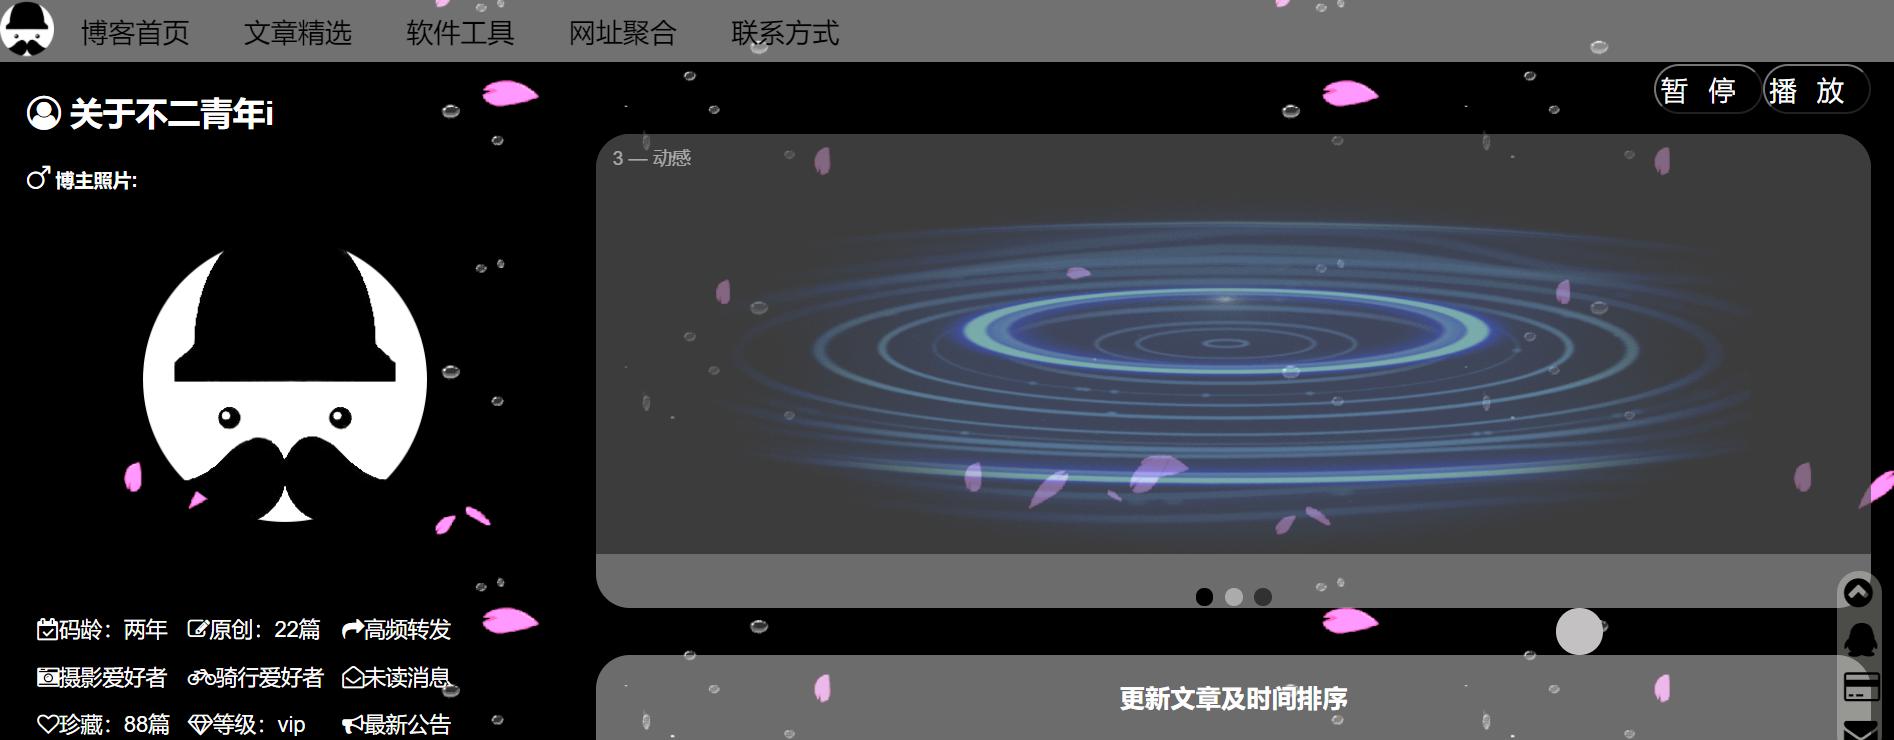 博客首页 文章精选 软件工具 网址聚合 联系方式
关于不二青年i
暂 停 播 放
博主照片:
3 — 动感
码龄：两年 原创：22篇 高频转发
摄影爱好者 骑行爱好者 未读消息
珍藏：88篇 等级：vip 最新公告
更新文章及时间排序